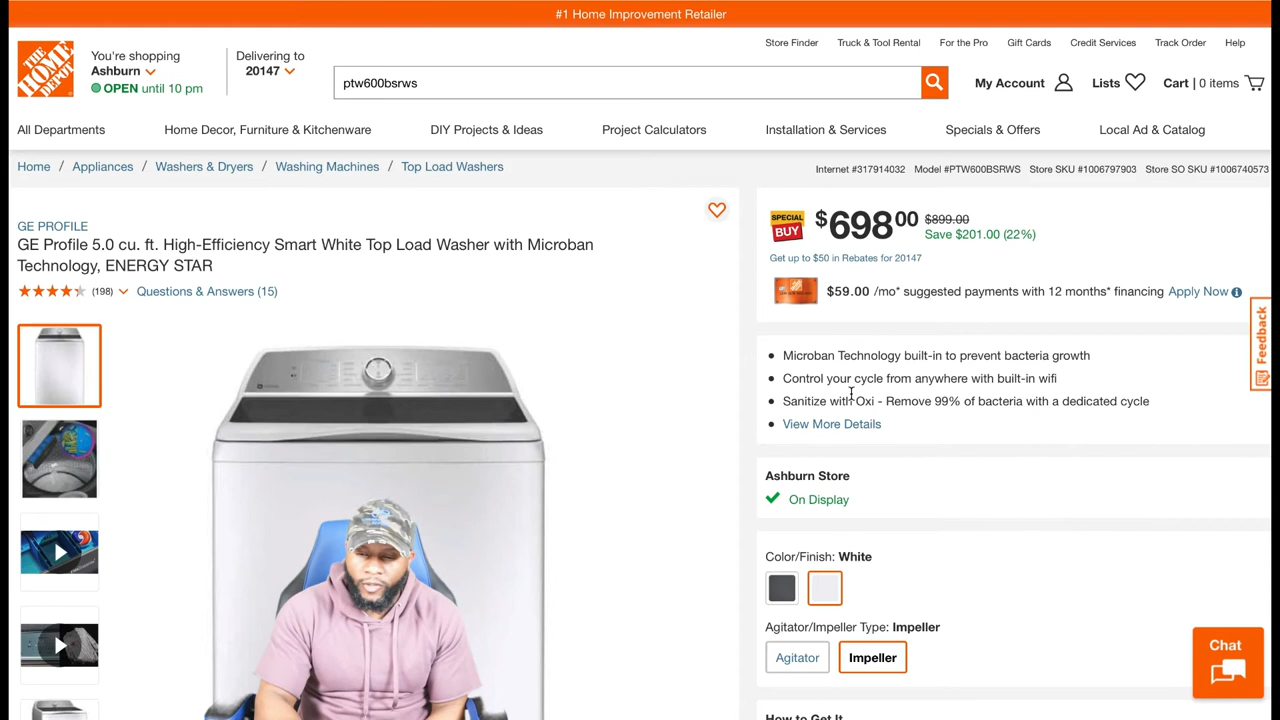 #1 Home Improvement Retailer
THE HOME DEPOT
You're shopping
Ashburn
OPEN until 10 pm
Delivering to
20147
ptw600bsrws
Store Finder
Truck & Tool Rental
For the Pro
Gift Cards
Credit Services
Track Order
Help
My Account
Lists
Cart | 0 items
All Departments
Home Decor, Furniture & Kitchenware
DIY Projects & Ideas
Project Calculators
Installation & Services
Specials & Offers
Local Ad & Catalog
Home / Appliances / Washers & Dryers / Washing Machines / Top Load Washers
Internet #317914032 Model #PTW600BSRWS Store SKU #1006797903 Store SO SKU #1006740573
GE PROFILE
GE Profile 5.0 cu. ft. High-Efficiency Smart White Top Load Washer with Microban
Technology, ENERGY STAR
(198)
Questions & Answers (15)
SPECIAL
BUY
$69800
$899.00
Save $201.00 (22%)
Get up to $50 in Rebates for 20147
$59.00 /mo* suggested payments with 12 months* financing Apply Now
Feedback
• Microban Technology built-in to prevent bacteria growth
• Control your cycle from anywhere with built-in wifi
• Sanitize with Oxi - Remove 99% of bacteria with a dedicated cycle
• View More Details
Ashburn Store
On Display
Color/Finish: White
Agitator/Impeller Type: Impeller
Agitator
Impeller
Chat
How to Get It